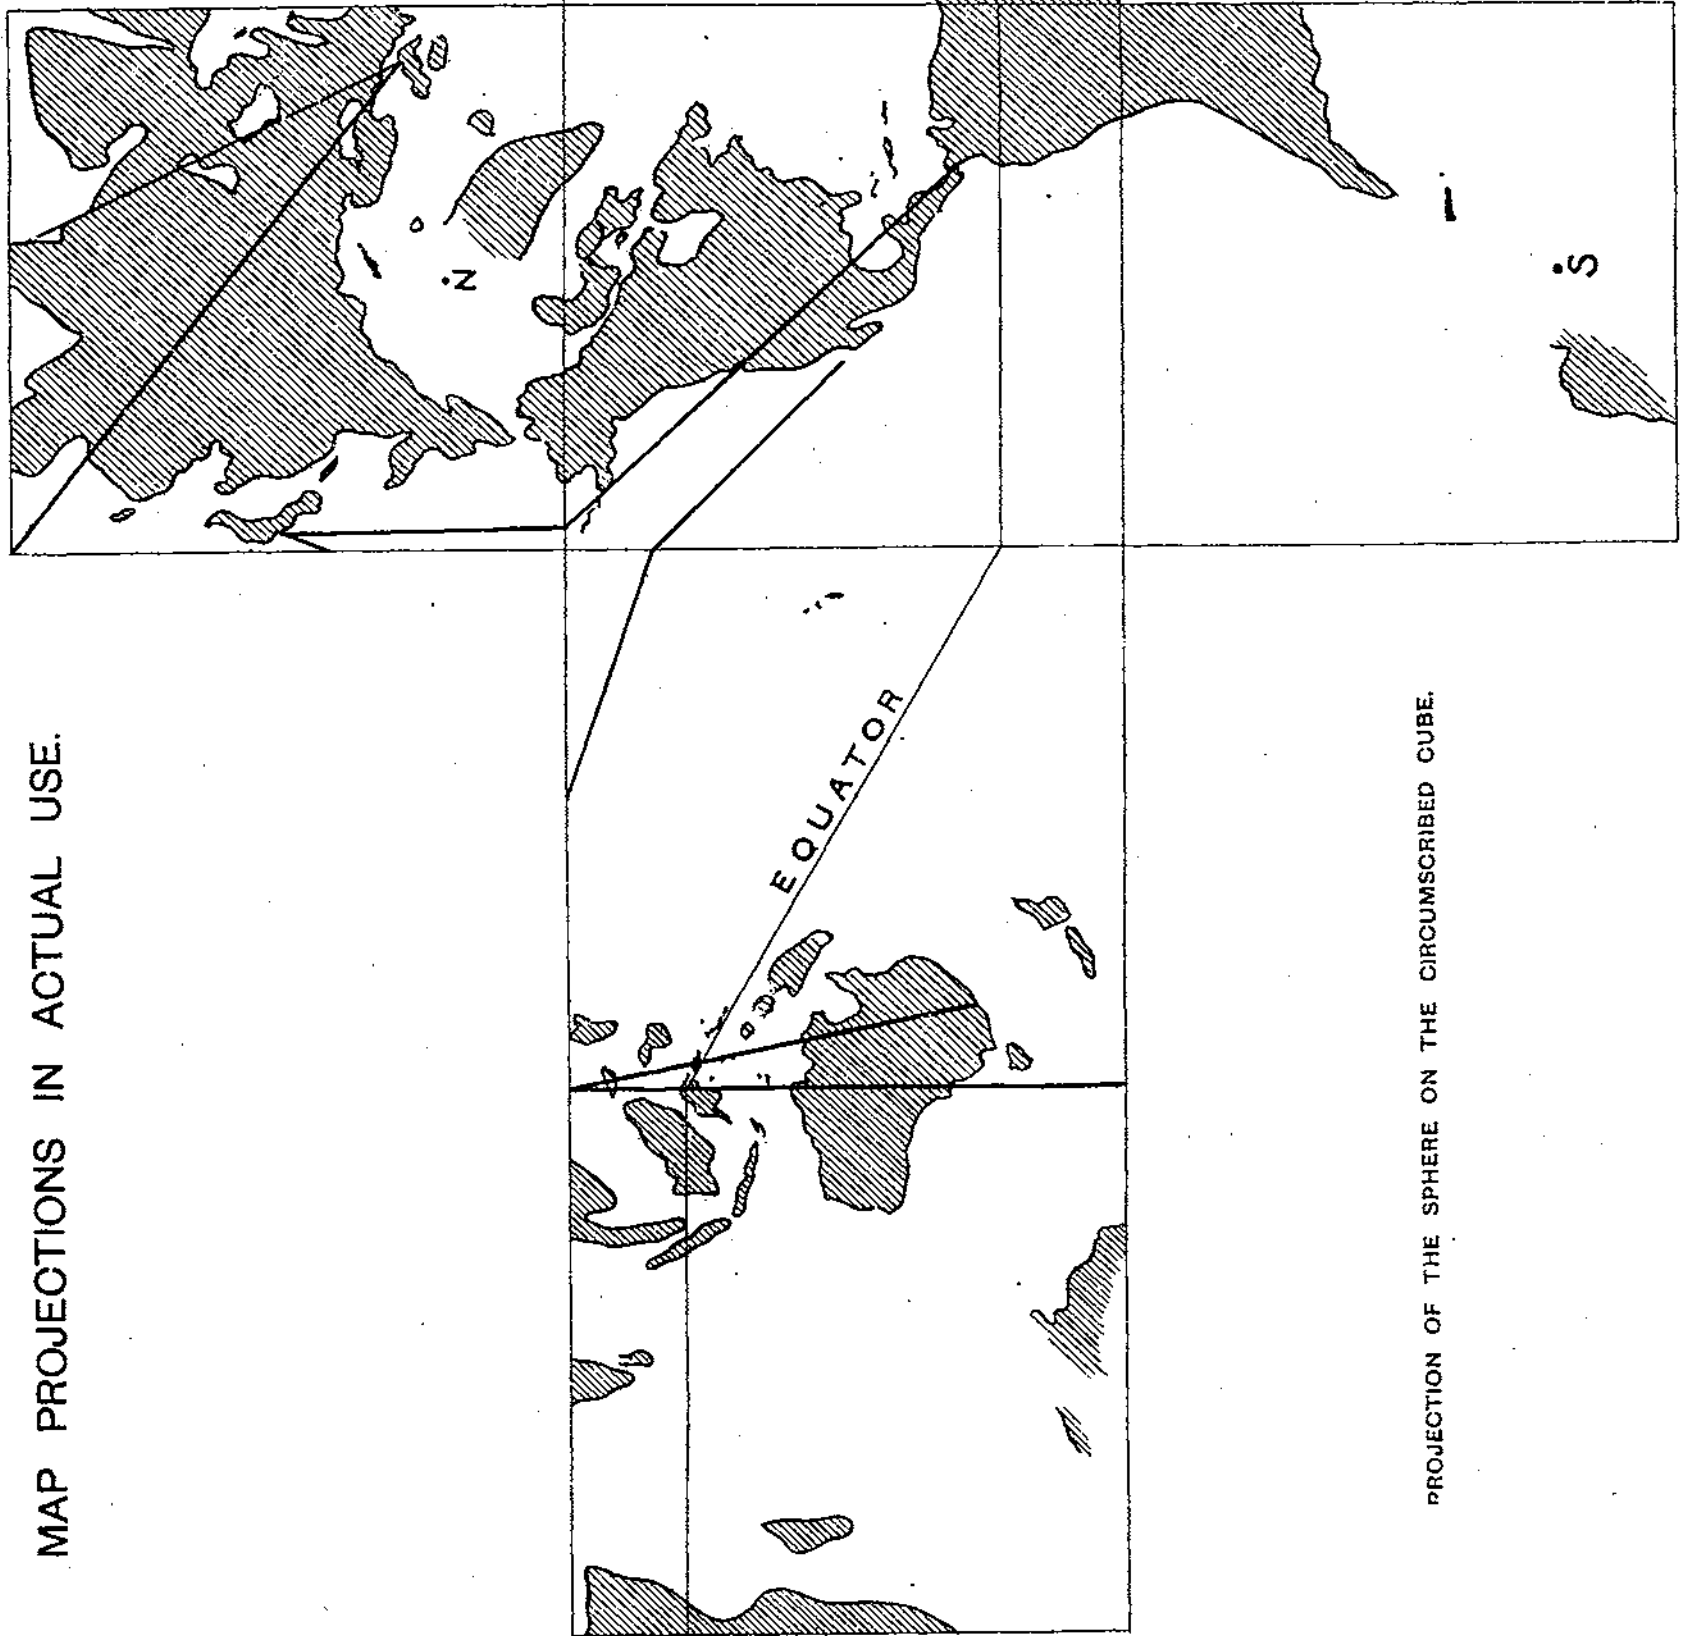 MAP PROJECTIONS IN ACTUAL USE.
N
S
EQUATOR
PROJECTION OF THE SPHERE ON THE CIRCUMSCRIBED CUBE.